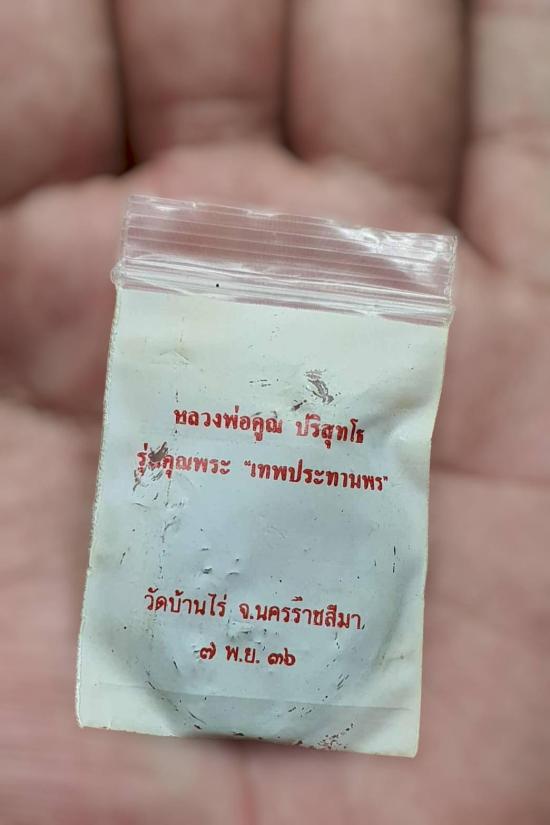 หลวงพ่อคูณ ปริสุทโธ
รุ่นคุณพระ "เทพประทานพร"
วัดบ้านไร่ จ.นครราชสีมา
๗ พ.ย. ๓๖